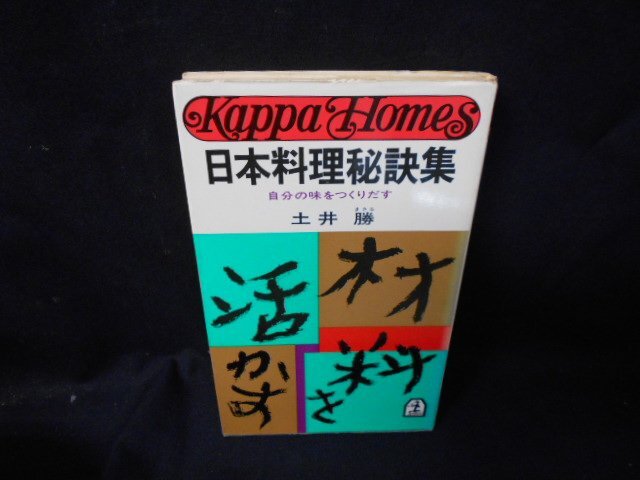 Kappa Homes
日本料理秘訣集
自分の味をつくりだす
土井 勝
材
料を
活
かす